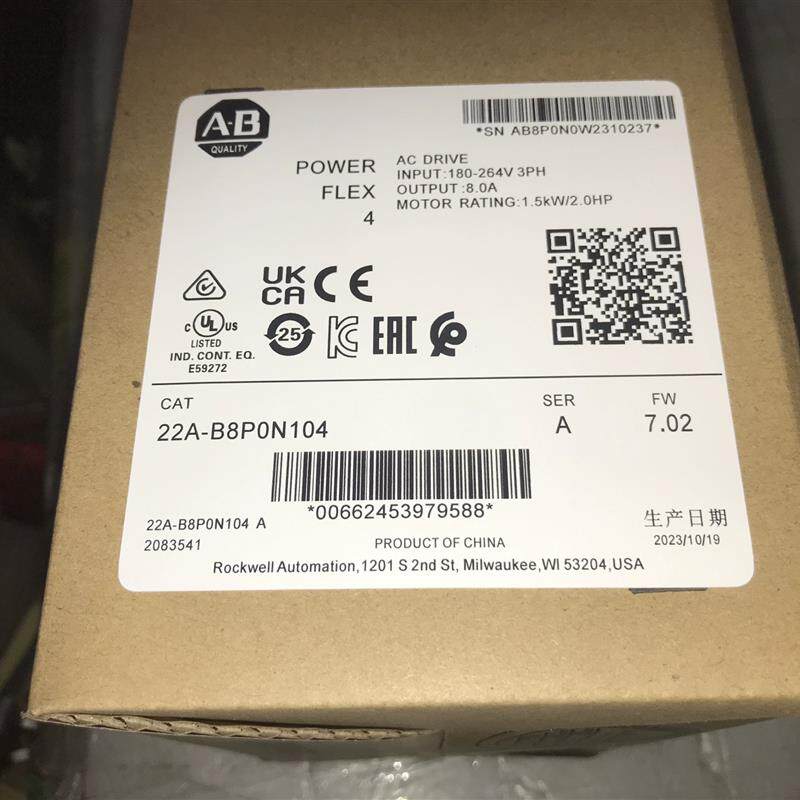 A-B
QUALITY
*SN AB8P0N0W2310237*
POWER
FLEX
4
AC DRIVE
INPUT:180-264V 3PH
OUTPUT:8.0A
MOTOR RATING:1.5kW/2.0HP
UK
CA
CE
C UL US
LISTED
IND. CONT. EQ.
E59272
25
KC
EAC
CAT
22A-B8P0N104
SER
A
FW
7.02
*00662453979588*
22A-B8P0N104 A
2083541
生产日期
2023/10/19
PRODUCT OF CHINA
Rockwell Automation,1201 S 2nd St, Milwaukee,WI 53204,USA